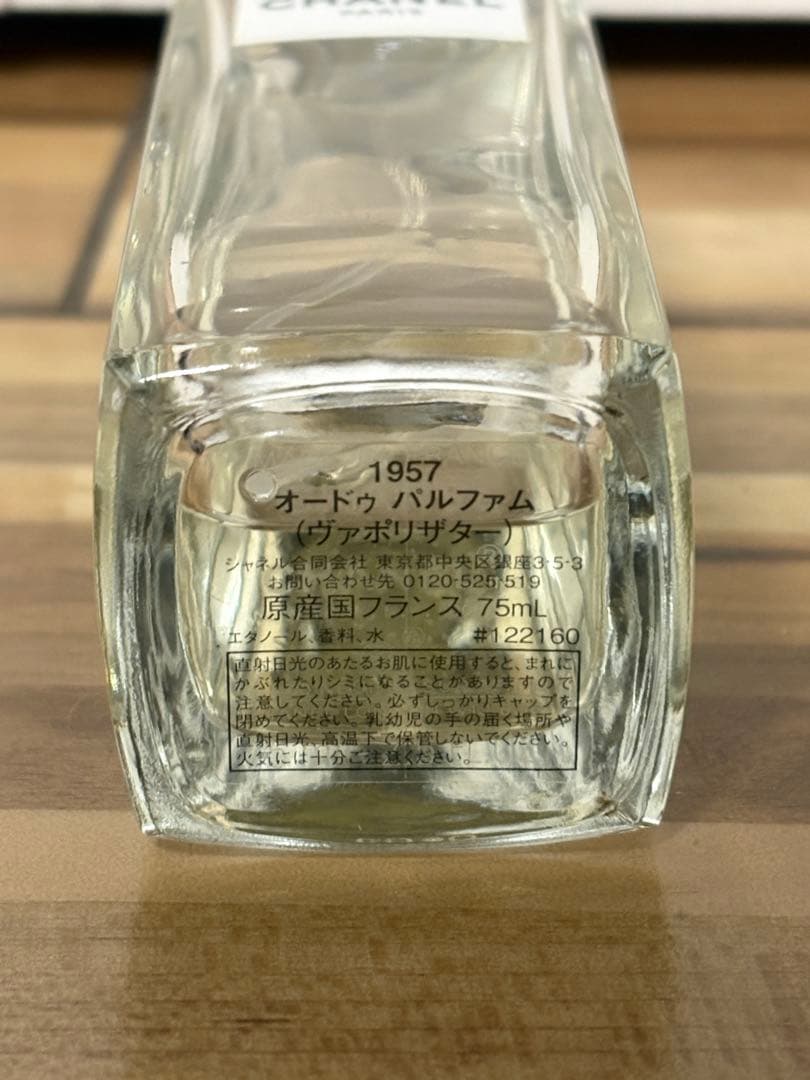 CHANEL
PARIS
1957
オードゥ パルファム
(ヴァポリザター)
シャネル合同会社 東京都中央区銀座3-5-3
お問い合わせ先 0120-525-519
原産国フランス 75mL
エタノール、香料、水 #122160
直射日光のあたるお肌に使用すると、まれに
かぶれたりシミになることがありますので
注意してください。必ずしっかりキャップを
閉めてください。乳幼児の手の届く場所や
直射日光、高温下で保管しないでください。
火気には十分ご注意ください。